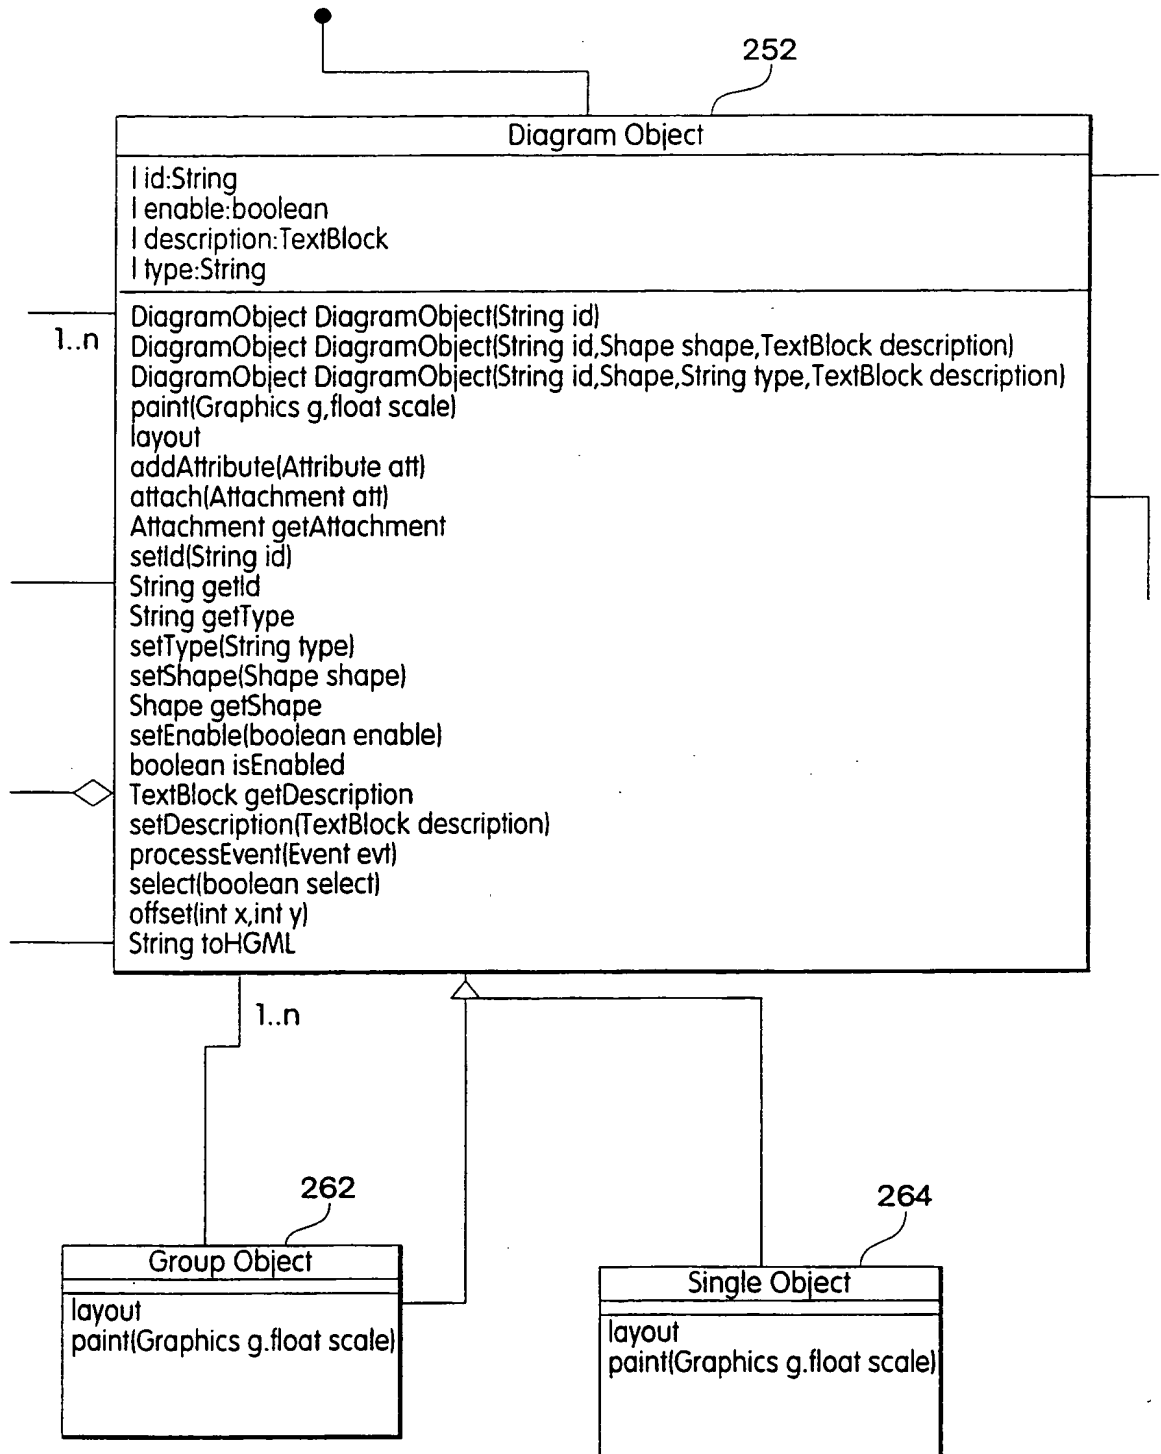 252
Diagram Object
| id:String
| enable:boolean
| description:TextBlock
| type:String
1..n
DiagramObject DiagramObject(String id)
DiagramObject DiagramObject(String id,Shape shape,TextBlock description)
DiagramObject DiagramObject(String id,Shape,String type,TextBlock description)
paint(Graphics g,float scale)
layout
addAttribute(Attribute att)
attach(Attachment att)
Attachment getAttachment
setId(String id)
String getId
String getType
setType(String type)
setShape(Shape shape)
Shape getShape
setEnable(boolean enable)
boolean isEnabled
TextBlock getDescription
setDescription(TextBlock description)
processEvent(Event evt)
select(boolean select)
offset(int x,int y)
String toHGML
1..n
262
Group Object
layout
paint(Graphics g.float scale)
264
Single Object
layout
paint(Graphics g.float scale)